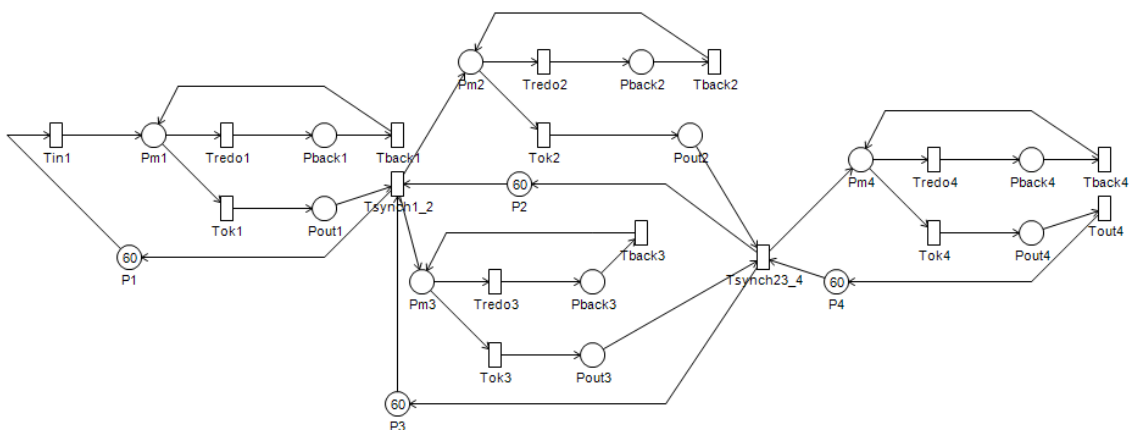 Pm2
Tredo2
Pback2
Tback2
Tin1
Pm1
Tredo1
Pback1
Tback1
Tok2
Pout2
Pm4
Tredo4
Pback4
Tback4
60
P2
Tok1
Pout1
Tsynch1_2
Tok4
Pout4
Tout4
60
P1
Tback3
Pm3
Tredo3
Pback3
Tsynch23_4
60
P4
Tok3
Pout3
60
P3